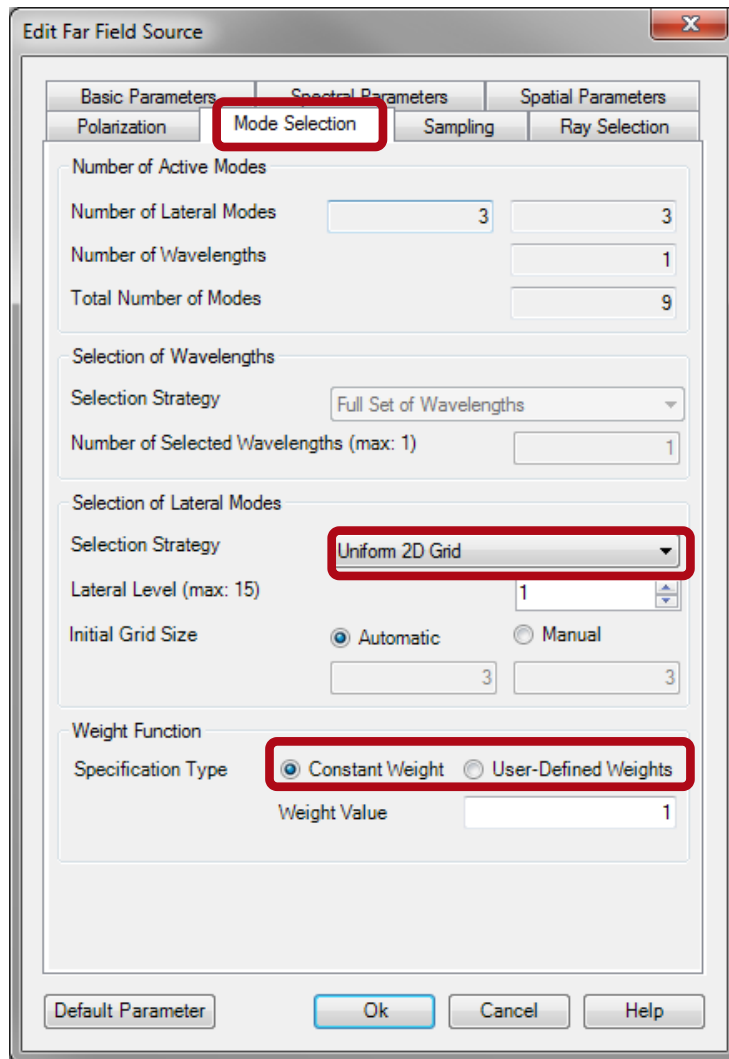 Edit Far Field Source
X
Basic Parameters Spectral Parameters Spatial Parameters
Polarization Mode Selection Sampling Ray Selection
Number of Active Modes
Number of Lateral Modes 3 3
Number of Wavelengths 1
Total Number of Modes 9
Selection of Wavelengths
Selection Strategy Full Set of Wavelengths
Number of Selected Wavelengths (max: 1) 1
Selection of Lateral Modes
Selection Strategy Uniform 2D Grid
Lateral Level (max: 15) 1
Initial Grid Size Automatic Manual
3 3
Weight Function
Specification Type Constant Weight User-Defined Weights
Weight Value 1
Default Parameter Ok Cancel Help